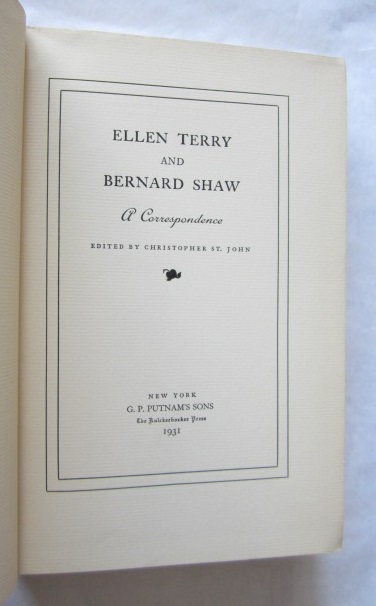 ELLEN TERRY
AND
BERNARD SHAW
A Correspondence
EDITED BY CHRISTOPHER ST. JOHN
NEW YORK
G. P. PUTNAM'S SONS
The Knickerbocker Press
1931